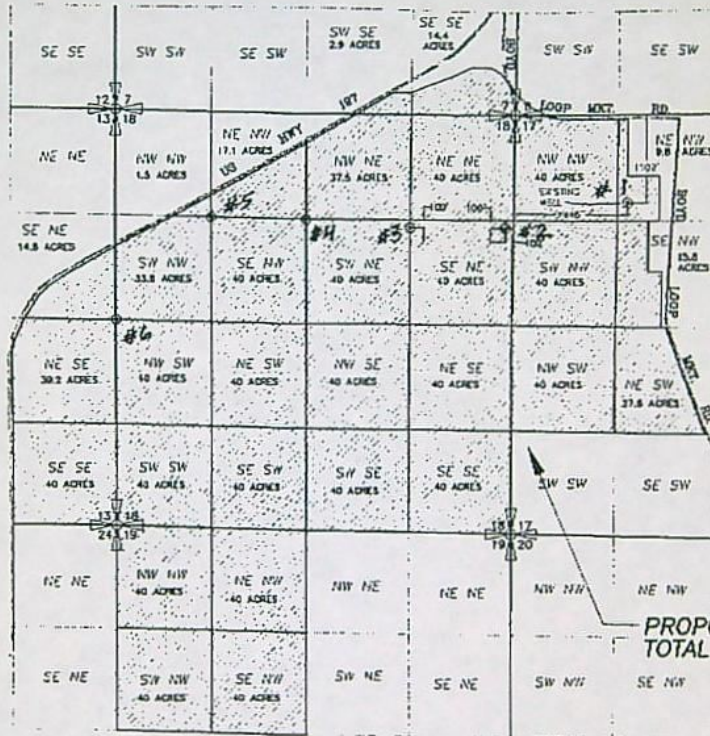 SE SE SW SW SE SW SW SE SE SE SW SW SE SW
2.9 ACRES 14.4 ACRES
BOYD
12 7
13 18
7 8
18 17
LOOP MKT. RD
US HWY 197
NE NE NW NW NE NW NW NE NE NE NW NW NE NW
1.5 ACRES 17.1 ACRES 37.5 ACRES 40 ACRES 40 ACRES 9.8 ACRES
EXISTING WELL
#1
1102'
BOYD LOOP MKT. RD
#5 #4 #3 100' 100' #2
SE NE SW NW SE NW SW NE SE NE SW NW SE NW
14.8 ACRES 33.8 ACRES 40 ACRES 40 ACRES 40 ACRES 40 ACRES 15.8 ACRES
#6
NE SE NW SW NE SW NW SE NE SE NW SW NE SW
39.2 ACRES 40 ACRES 40 ACRES 40 ACRES 40 ACRES 40 ACRES 37.6 ACRES
SE SE SW SW SE SW SW SE SE SE SW SW SE SW
40 ACRES 40 ACRES 40 ACRES 40 ACRES 40 ACRES
13 18
24 19
18 17
19 20
NE NE NW NW NE NW NW NE NE NE NW NW NE NW
40 ACRES 40 ACRES
PROPO
TOTAL
SE NE SW NW SE NW SW NE SE NE SW NW SE NW
40 ACRES 40 ACRES